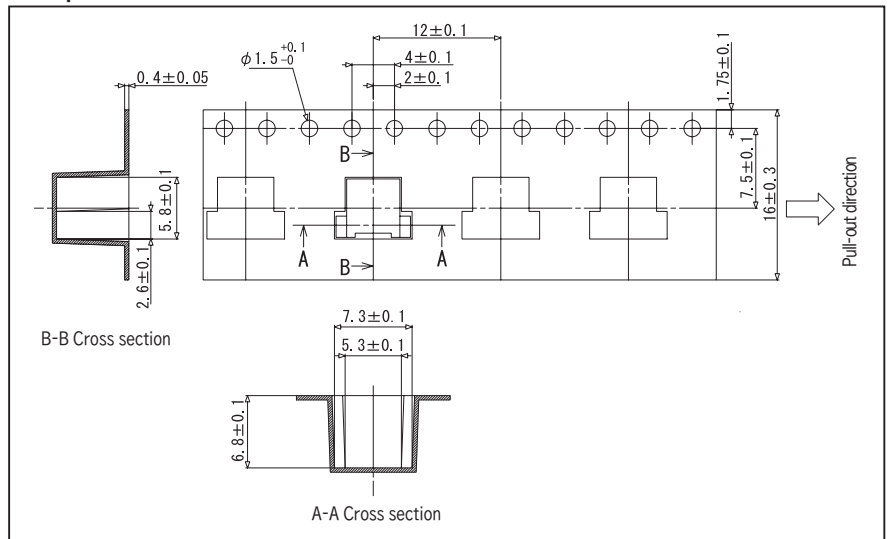 12±0.1
φ1.5 +0.1 -0
4±0.1
2±0.1
0.4±0.05
1.75±0.1
B
5.8±0.1
2.6±0.1
7.5±0.1
16±0.3
Pull-out direction
A
A
B
B-B Cross section
7.3±0.1
5.3±0.1
6.8±0.1
A-A Cross section